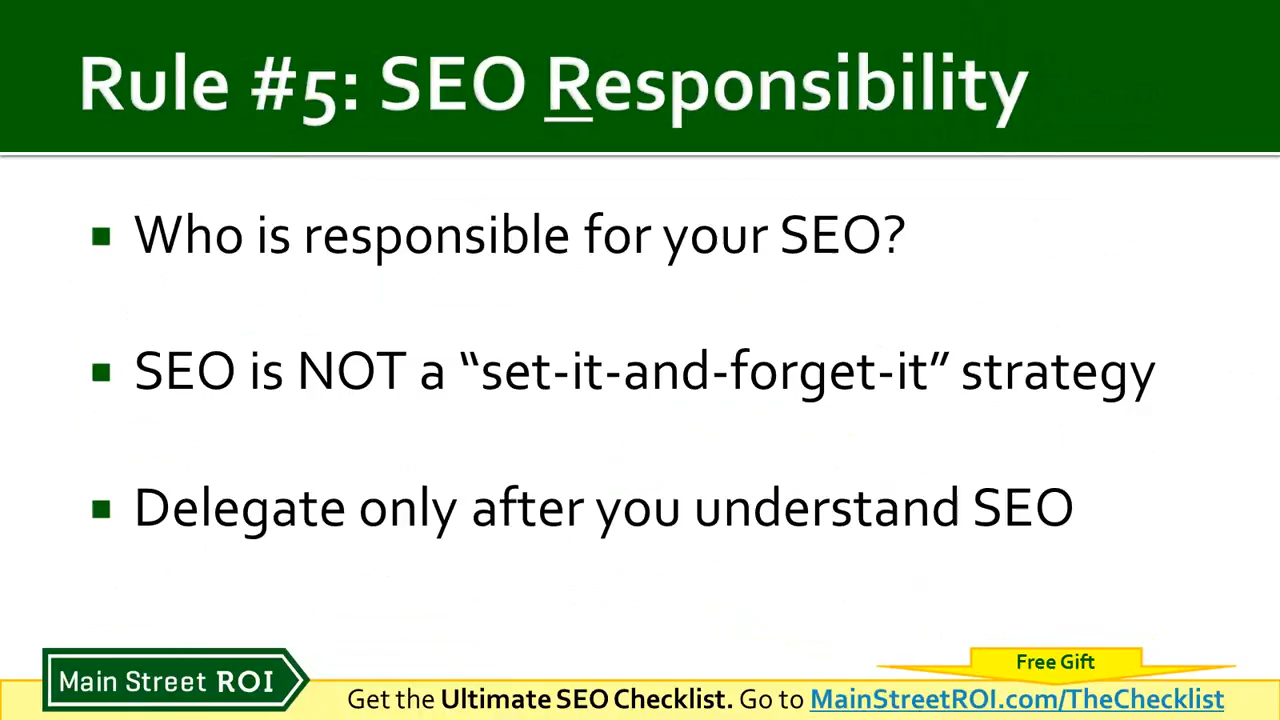 Rule #5: SEO Responsibility
Who is responsible for your SEO?
SEO is NOT a “set-it-and-forget-it” strategy
Delegate only after you understand SEO
Main Street ROI
Free Gift
Get the Ultimate SEO Checklist. Go to MainStreetROI.com/TheChecklist